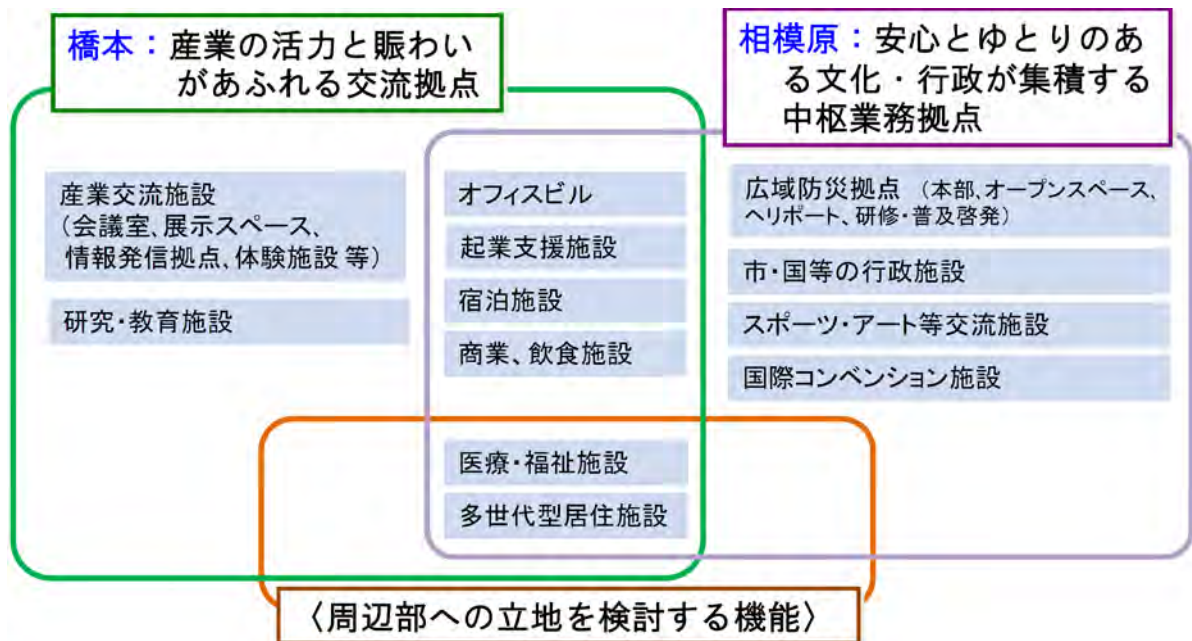 橋本：産業の活力と賑わい
があふれる交流拠点
相模原：安心とゆとりのあ
る文化・行政が集積する
中枢業務拠点
産業交流施設
（会議室、展示スペース、
情報発信拠点、体験施設 等）
研究・教育施設
オフィスビル
起業支援施設
宿泊施設
商業、飲食施設
広域防災拠点 （本部、オープンスペース、
ヘリポート、研修・普及啓発）
市・国等の行政施設
スポーツ・アート等交流施設
国際コンベンション施設
医療・福祉施設
多世代型居住施設
〈周辺部への立地を検討する機能〉